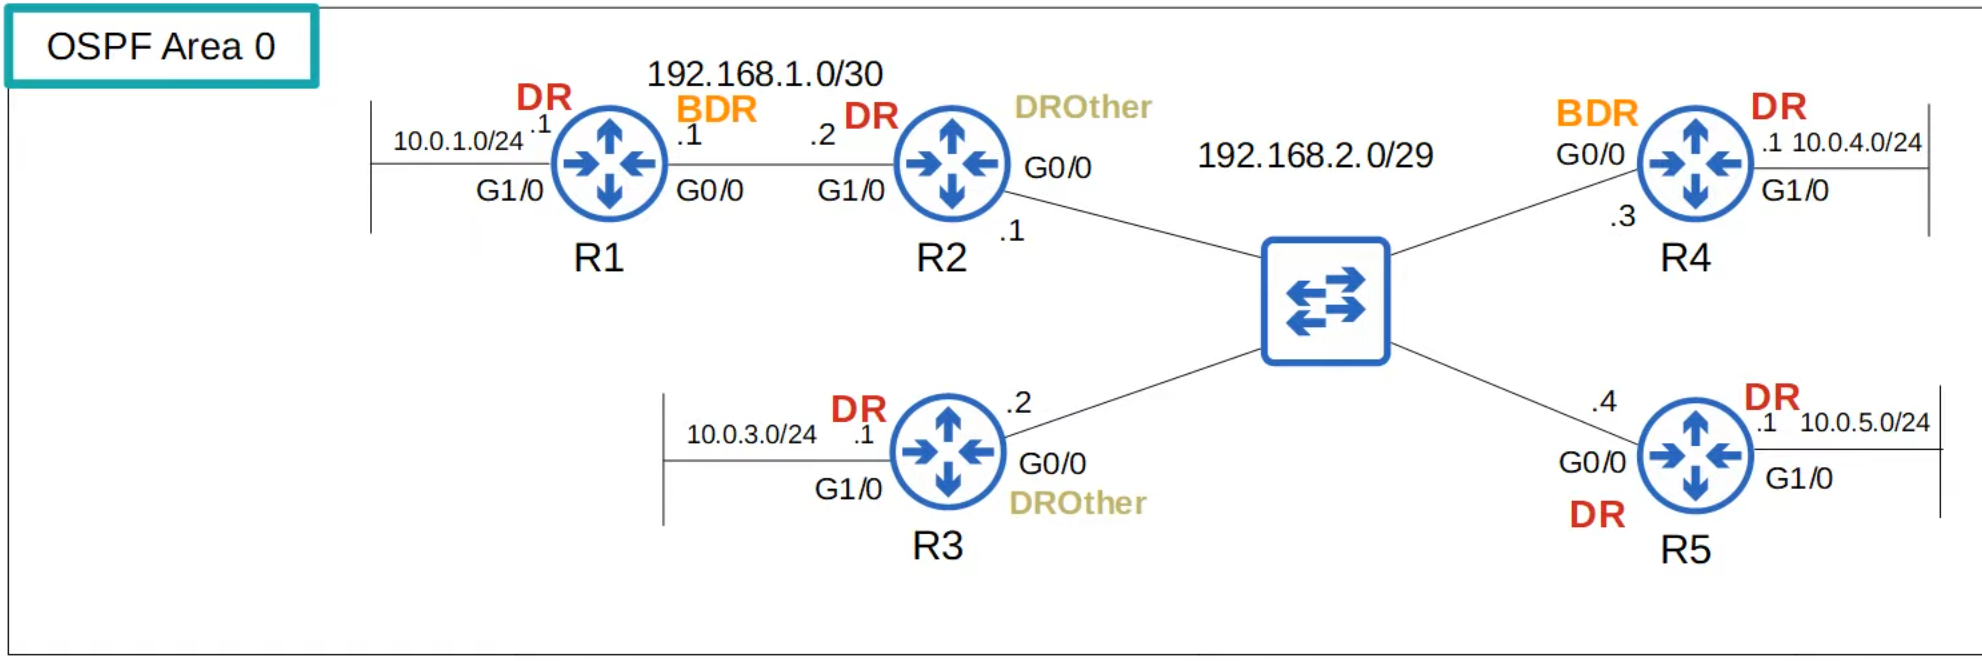 OSPF Area 0
192.168.1.0/30
DR
BDR
DR
DROther
10.0.1.0/24
.1
.1
.2
G1/0
G0/0
G1/0
G0/0
.1
R1
R2
192.168.2.0/29
BDR
DR
G0/0
.1
10.0.4.0/24
G1/0
.3
R4
DR
.2
10.0.3.0/24
.1
G1/0
G0/0
DROther
R3
.4
DR
.1
10.0.5.0/24
G0/0
G1/0
DR
R5